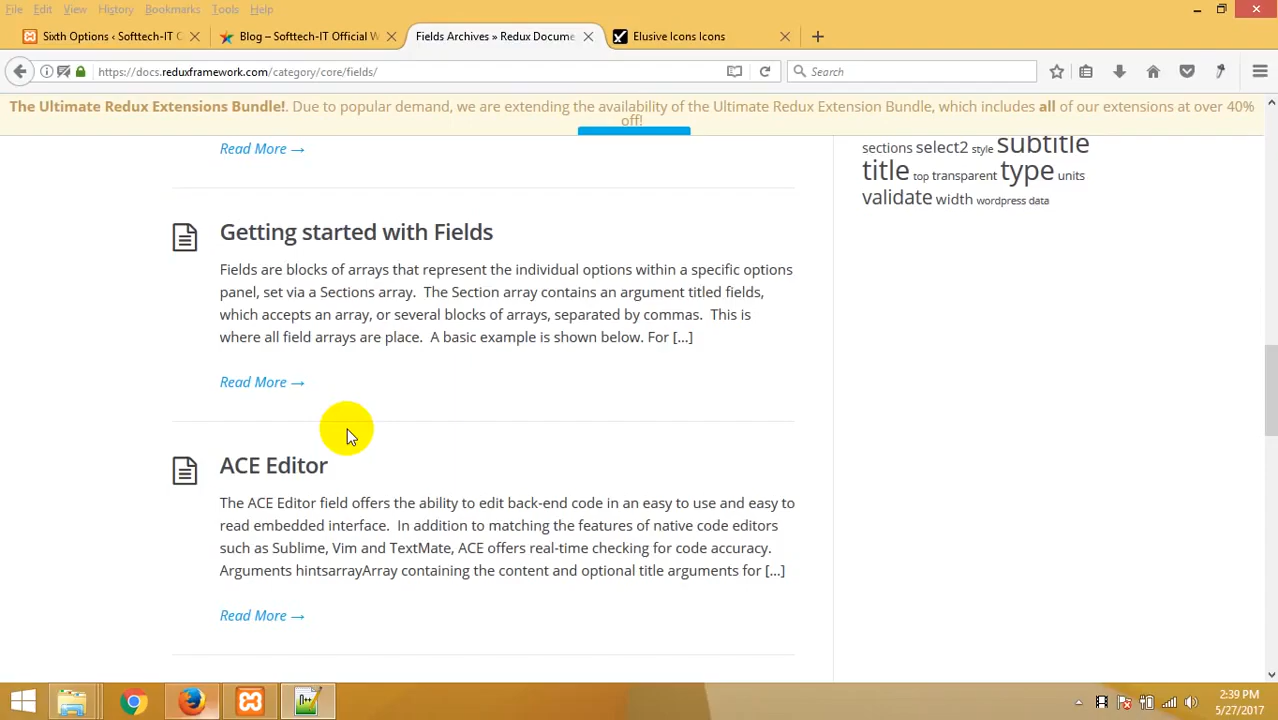 File Edit View History Bookmarks Tools Help
Sixth Options ‹ Softtech-IT C
Blog – Softtech-IT Official W
Fields Archives » Redux Docume
Elusive Icons Icons
https://docs.reduxframework.com/category/core/fields/
Search
The Ultimate Redux Extensions Bundle!. Due to popular demand, we are extending the availability of the Ultimate Redux Extension Bundle, which includes all of our extensions at over 40%
off!
Read More →
sections select2 style subtitle
title top transparent type units
validate width wordpress data
Getting started with Fields
Fields are blocks of arrays that represent the individual options within a specific options
panel, set via a Sections array. The Section array contains an argument titled fields,
which accepts an array, or several blocks of arrays, separated by commas. This is
where all field arrays are place. A basic example is shown below. For [...]
Read More →
ACE Editor
The ACE Editor field offers the ability to edit back-end code in an easy to use and easy to
read embedded interface. In addition to matching the features of native code editors
such as Sublime, Vim and TextMate, ACE offers real-time checking for code accuracy.
Arguments hintsarrayArray containing the content and optional title arguments for [...]
Read More →
2:39 PM
5/27/2017